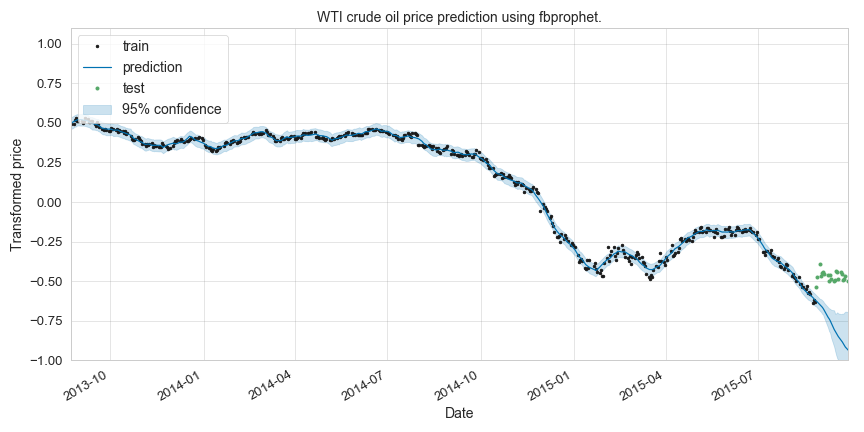 WTI crude oil price prediction using fbprophet.
train
prediction
test
95% confidence
Transformed price
1.00
0.75
0.50
0.25
0.00
−0.25
−0.50
−0.75
−1.00
2013-10
2014-01
2014-04
2014-07
2014-10
2015-01
2015-04
2015-07
Date